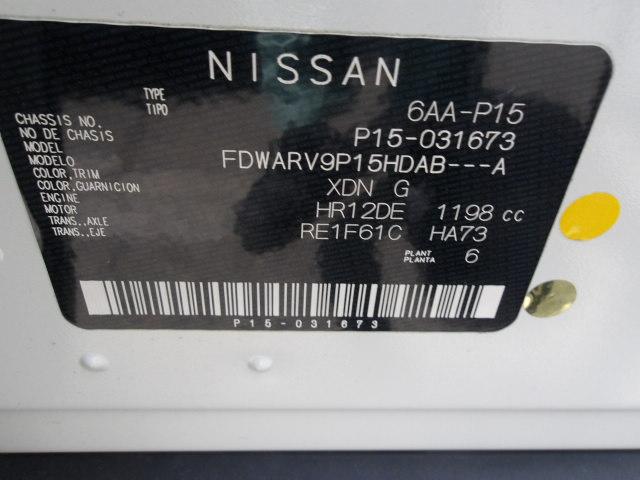 NISSAN
TYPE
TIPO 6AA-P15
CHASSIS NO.
NO DE CHASIS P15-031673
MODEL
MODELO FDWARV9P15HDAB---A
COLOR,TRIM
COLOR,GUARNICION XDN G
ENGINE
MOTOR HR12DE 1198 cc
TRANS.,AXLE
TRANS.,EJE RE1F61C HA73
PLANT
PLANTA 6
P15-031673